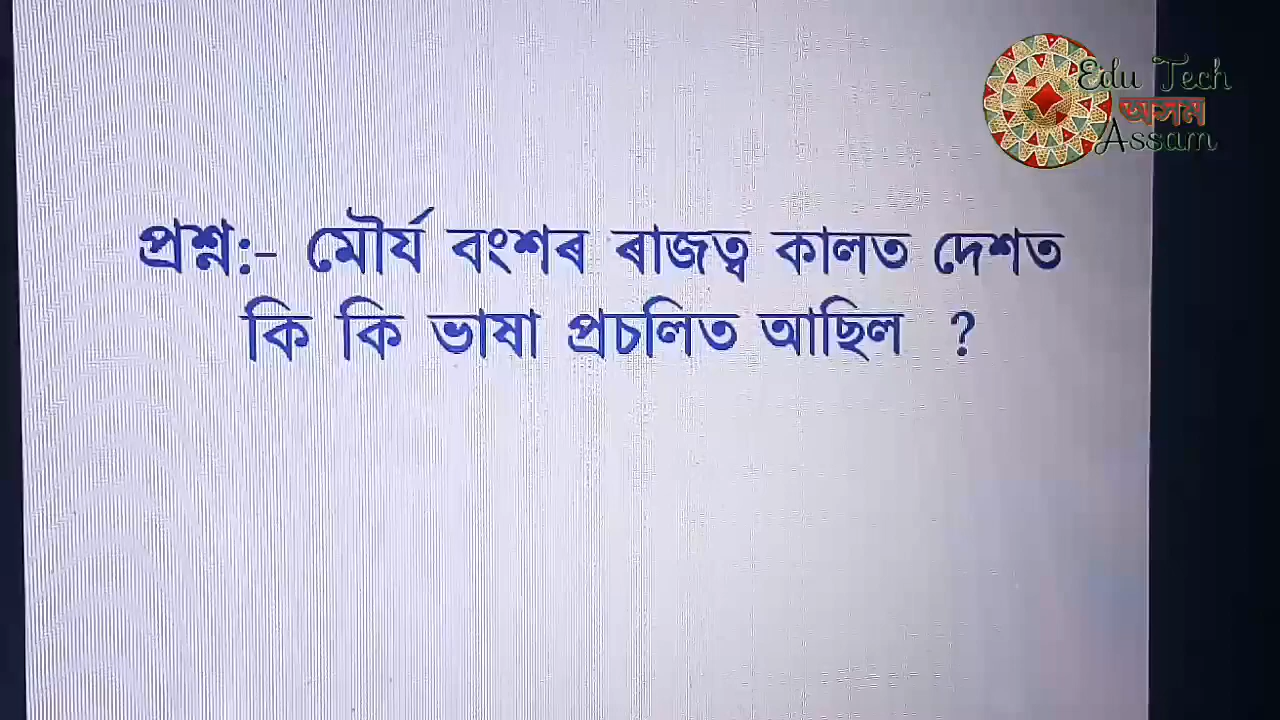 Edu Tech
অসম
Assam
প্ৰশ্ন:- মৌৰ্য বংশৰ ৰাজত্ব কালত দেশত
কি কি ভাষা প্ৰচলিত আছিল ?